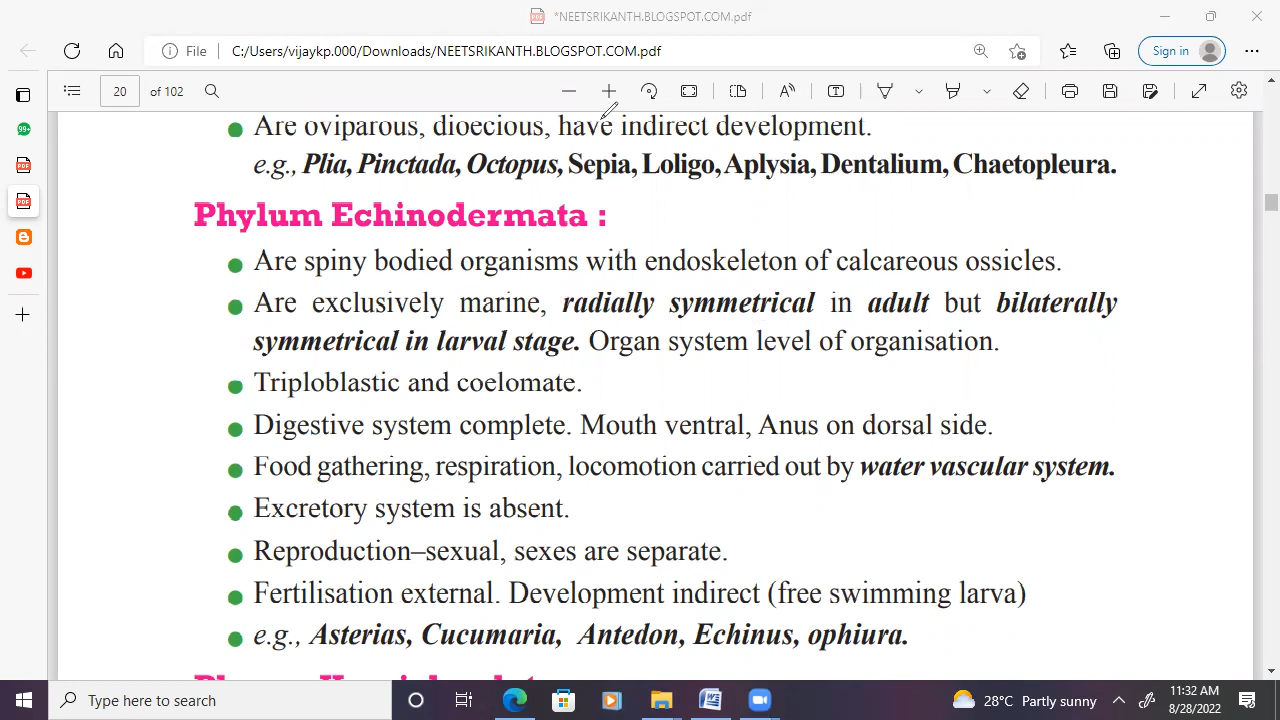 *NEETSRIKANTH.BLOGSPOT.COM.pdf
File C:/Users/vijaykp.000/Downloads/NEETSRIKANTH.BLOGSPOT.COM.pdf Sign in
20 of 102
99+
Are oviparous, dioecious, have indirect development.
e.g., Plia, Pinctada, Octopus, Sepia, Loligo, Aplysia, Dentalium, Chaetopleura.
Phylum Echinodermata :
Are spiny bodied organisms with endoskeleton of calcareous ossicles.
Are exclusively marine, radially symmetrical in adult but bilaterally
symmetrical in larval stage. Organ system level of organisation.
Triploblastic and coelomate.
Digestive system complete. Mouth ventral, Anus on dorsal side.
Food gathering, respiration, locomotion carried out by water vascular system.
Excretory system is absent.
Reproduction–sexual, sexes are separate.
Fertilisation external. Development indirect (free swimming larva)
e.g., Asterias, Cucumaria, Antedon, Echinus, ophiura.
Type here to search
28°C Partly sunny
11:32 AM
8/28/2022